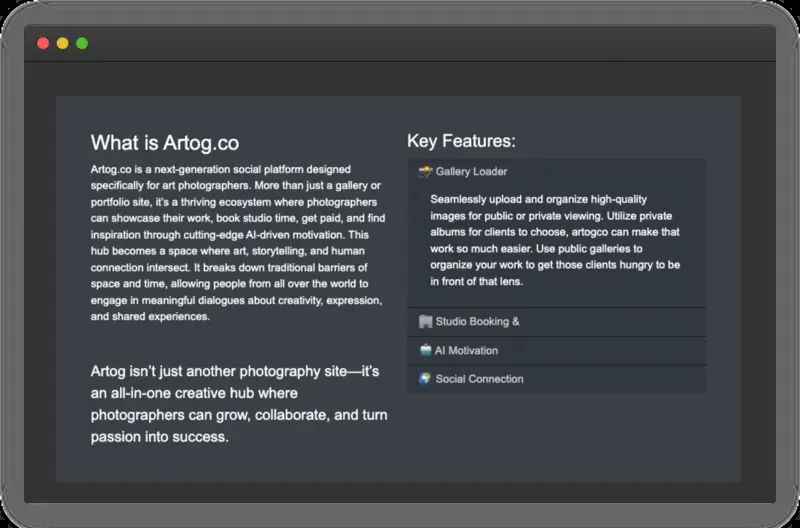 What is Artog.co
Artog.co is a next-generation social platform designed
specifically for art photographers. More than just a gallery or
portfolio site, it's a thriving ecosystem where photographers
can showcase their work, book studio time, get paid, and find
inspiration through cutting-edge AI-driven motivation. This
hub becomes a space where art, storytelling, and human
connection intersect. It breaks down traditional barriers of
space and time, allowing people from all over the world to
engage in meaningful dialogues about creativity, expression,
and shared experiences.
Artog isn't just another photography site—it's
an all-in-one creative hub where
photographers can grow, collaborate, and turn
passion into success.
Key Features:
Gallery Loader
Seamlessly upload and organize high-quality
images for public or private viewing. Utilize private
albums for clients to choose, artogco can make that
work so much easier. Use public galleries to
organize your work to get those clients hungry to be
in front of that lens.
Studio Booking &
AI Motivation
Social Connection